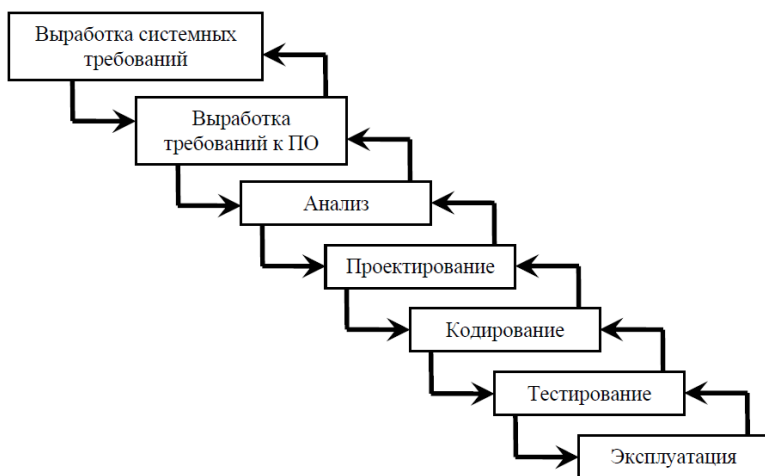 Выработка системных
требований
Выработка
требований к ПО
Анализ
Проектирование
Кодирование
Тестирование
Эксплуатация